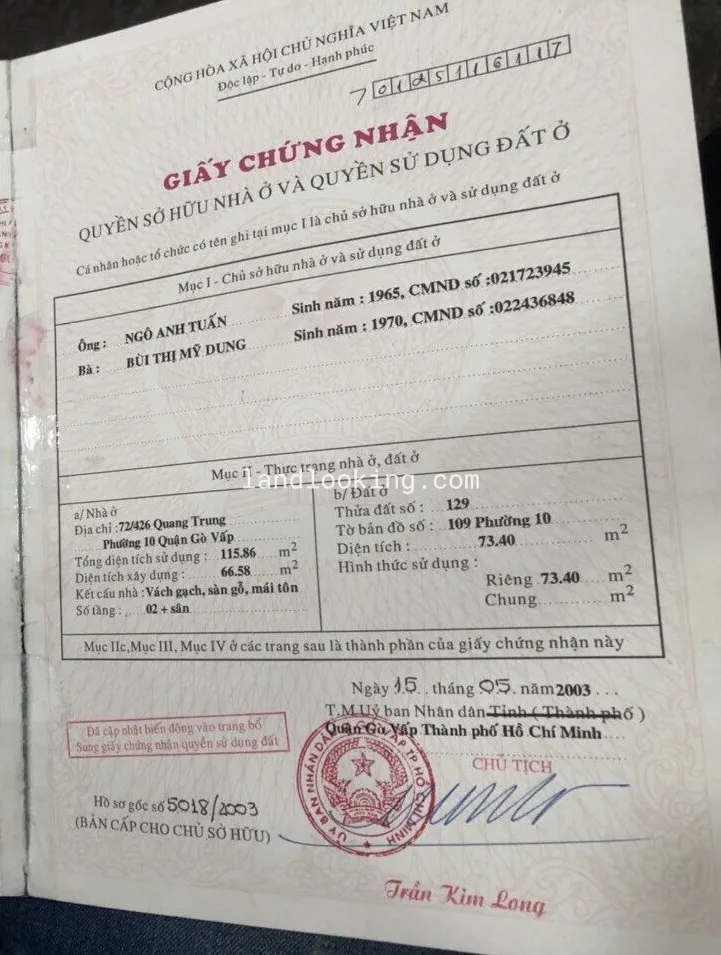 CỘNG HÒA XÃ HỘI CHỦ NGHĨA VIỆT NAM
Độc lập - Tự do - Hạnh phúc
70125116117
GIẤY CHỨNG NHẬN
QUYỀN SỞ HỮU NHÀ Ở VÀ QUYỀN SỬ DỤNG ĐẤT Ở
Cá nhân hoặc tổ chức có tên ghi tại mục I là chủ sở hữu nhà ở và sử dụng đất ở
Mục I - Chủ sở hữu nhà ở và sử dụng đất ở
Ông : NGÔ ANH TUẤN Sinh năm : 1965, CMND số :021723945
Bà : BÙI THỊ MỸ DUNG Sinh năm : 1970, CMND số :022436848
Mục II - Thực trạng nhà ở, đất ở
landlooking.com
a/ Nhà ở
Địa chỉ :72/426 Quang Trung
Phường 10 Quận Gò Vấp
Tổng diện tích sử dụng : 115.86 m2
Diện tích xây dựng : 66.58 m2
Kết cấu nhà : Vách gạch, sàn gỗ, mái tôn
Số tầng : 02 + sân
b/ Đất ở
Thửa đất số : 129
Tờ bản đồ số : 109 Phường 10
Diện tích : 73.40 m2
Hình thức sử dụng :
Riêng 73.40 m2
Chung m2
Mục IIc,Mục III, Mục IV ở các trang sau là thành phần của giấy chứng nhận này
Ngày 15 tháng 05 năm 2003
T.M Uỷ ban Nhân dân Tỉnh ( Thành phố )
Quận Gò Vấp Thành phố Hồ Chí Minh
CHỦ TỊCH
Đã cập nhật biến động vào trang bổ
Sung giấy chứng nhận quyền sử dụng đất
Hồ sơ gốc số 5018/2003
(BẢN CẤP CHO CHỦ SỞ HỮU)
Trần Kim Long